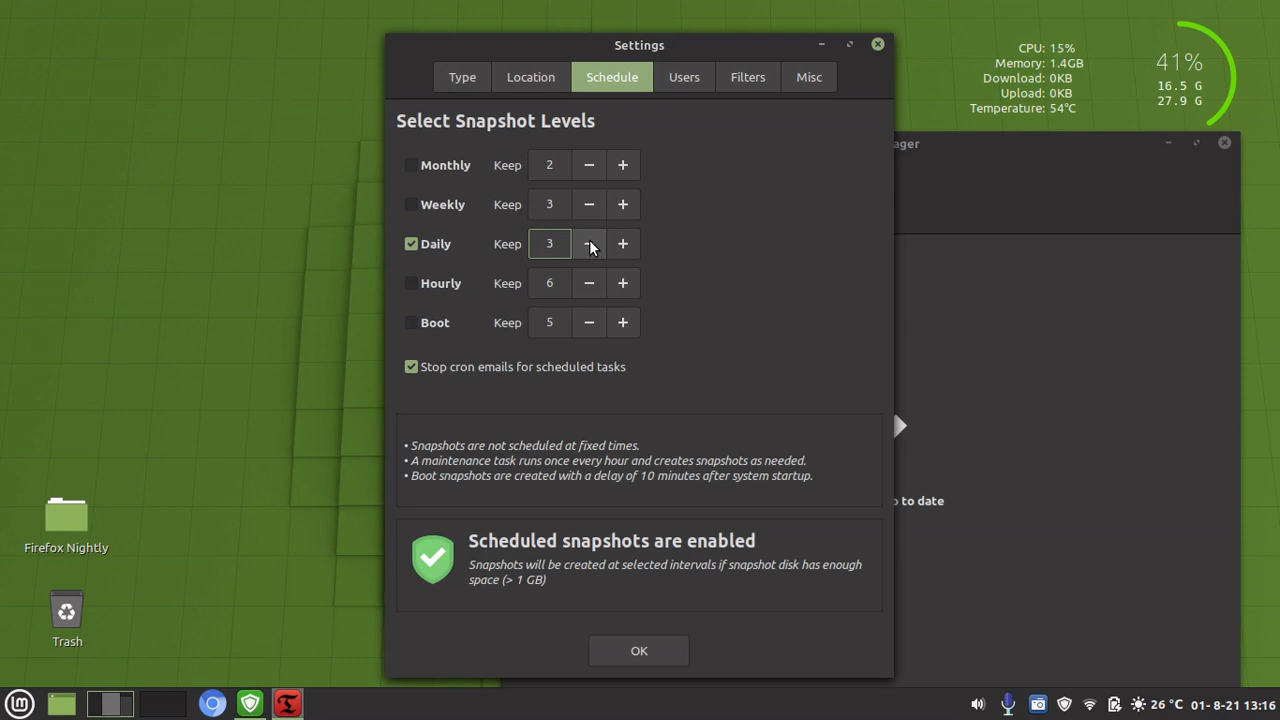 Settings
Type Location Schedule Users Filters Misc
Select Snapshot Levels
Monthly Keep 2 − +
Weekly Keep 3 − +
Daily Keep 3 − +
Hourly Keep 6 − +
Boot Keep 5 − +
Stop cron emails for scheduled tasks
• Snapshots are not scheduled at fixed times.
• A maintenance task runs once every hour and creates snapshots as needed.
• Boot snapshots are created with a delay of 10 minutes after system startup.
Scheduled snapshots are enabled
Snapshots will be created at selected intervals if snapshot disk has enough
space (> 1 GB)
OK
CPU: 15%
Memory: 1.4GB
Download: 0KB
Upload: 0KB
Temperature: 54°C
41%
16.5 G
27.9 G
ager
o to date
Firefox Nightly
Trash
26 °C 01- 8-21 13:16